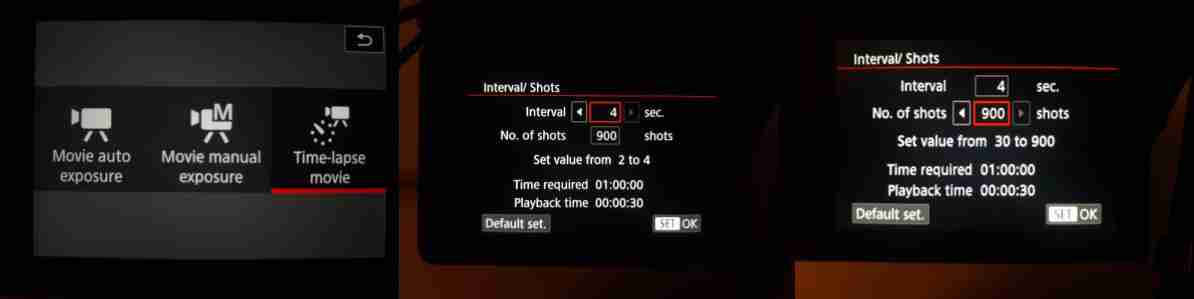 Movie auto
exposure
M
Movie manual
exposure
Time-lapse
movie
Interval/ Shots
Interval 4 sec.
No. of shots 900 shots
Set value from 2 to 4
Time required 01:00:00
Playback time 00:00:30
Default set. SET OK
Interval/ Shots
Interval 4 sec.
No. of shots 900 shots
Set value from 30 to 900
Time required 01:00:00
Playback time 00:00:30
Default set. SET OK